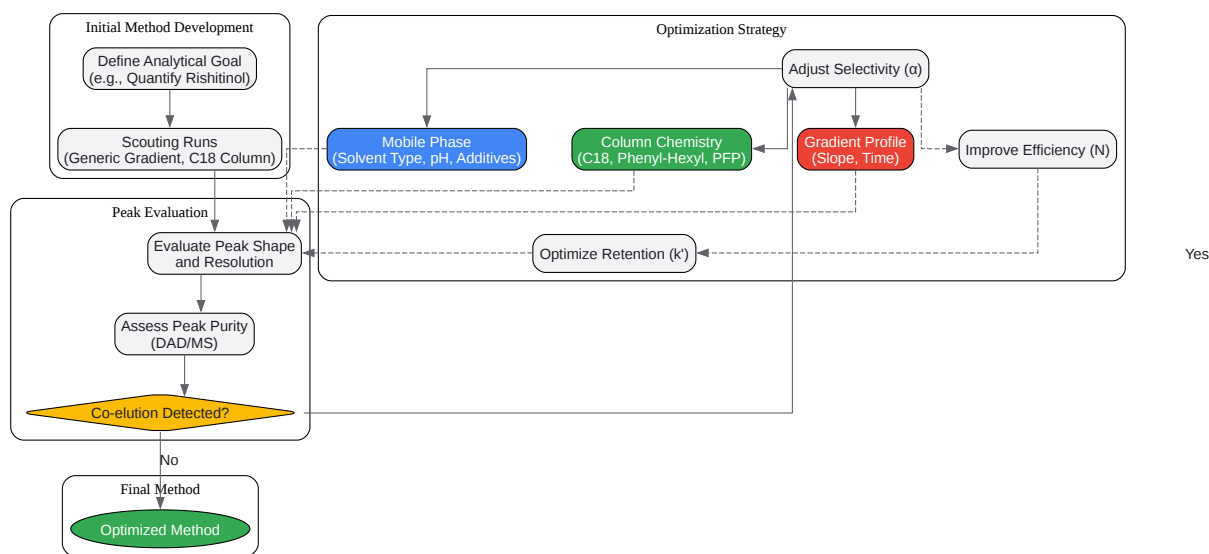 Initial Method Development
Define Analytical Goal
(e.g., Quantify Rishitinol)
Scouting Runs
(Generic Gradient, C18 Column)
Optimization Strategy
Adjust Selectivity (α)
Mobile Phase
(Solvent Type, pH, Additives)
Column Chemistry
(C18, Phenyl-Hexyl, PFP)
Gradient Profile
(Slope, Time)
Improve Efficiency (N)
Optimize Retention (k')
Yes
Peak Evaluation
Evaluate Peak Shape
and Resolution
Assess Peak Purity
(DAD/MS)
Co-elution Detected?
No
Final Method
Optimized Method